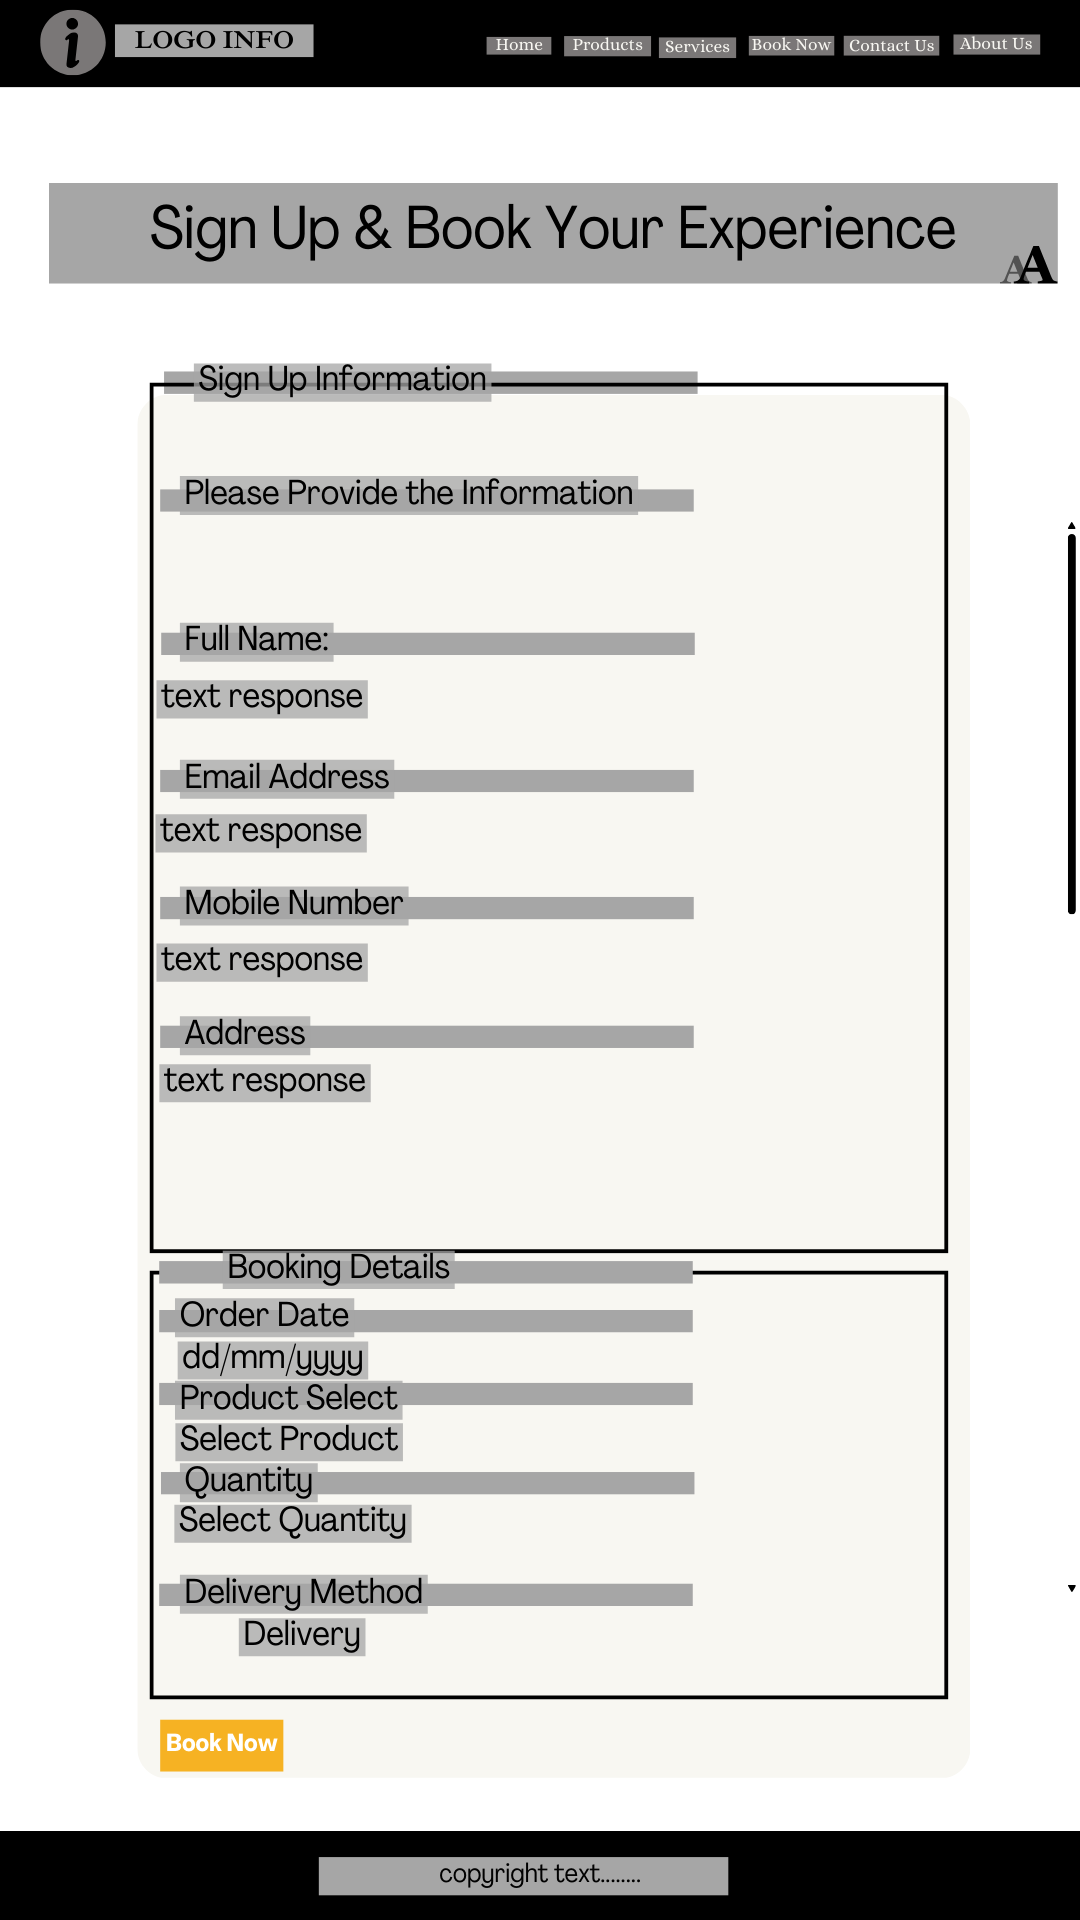 i LOGO INFO
Home Products Services Book Now Contact Us About Us
Sign Up & Book Your Experience
AA
Sign Up Information
Please Provide the Information
Full Name:
text response
Email Address
text response
Mobile Number
text response
Address
text response
Booking Details
Order Date
dd/mm/yyyy
Product Select
Select Product
Quantity
Select Quantity
Delivery Method
Delivery
Book Now
copyright text........